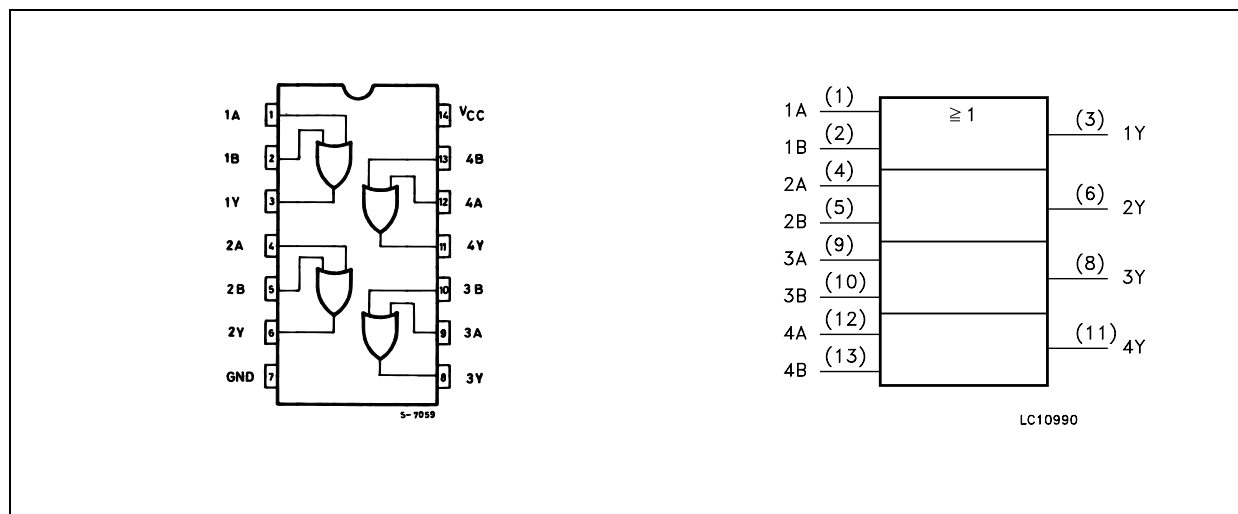 1A 1 14 VCC
1B 2 13 4B
1Y 3 12 4A
2A 4 11 4Y
2B 5 10 3B
2Y 6 9 3A
GND 7 8 3Y
S-7059
1A (1)
1B (2)
2A (4)
2B (5)
3A (9)
3B (10)
4A (12)
4B (13)
≧1
(3) 1Y
(6) 2Y
(8) 3Y
(11) 4Y
LC10990